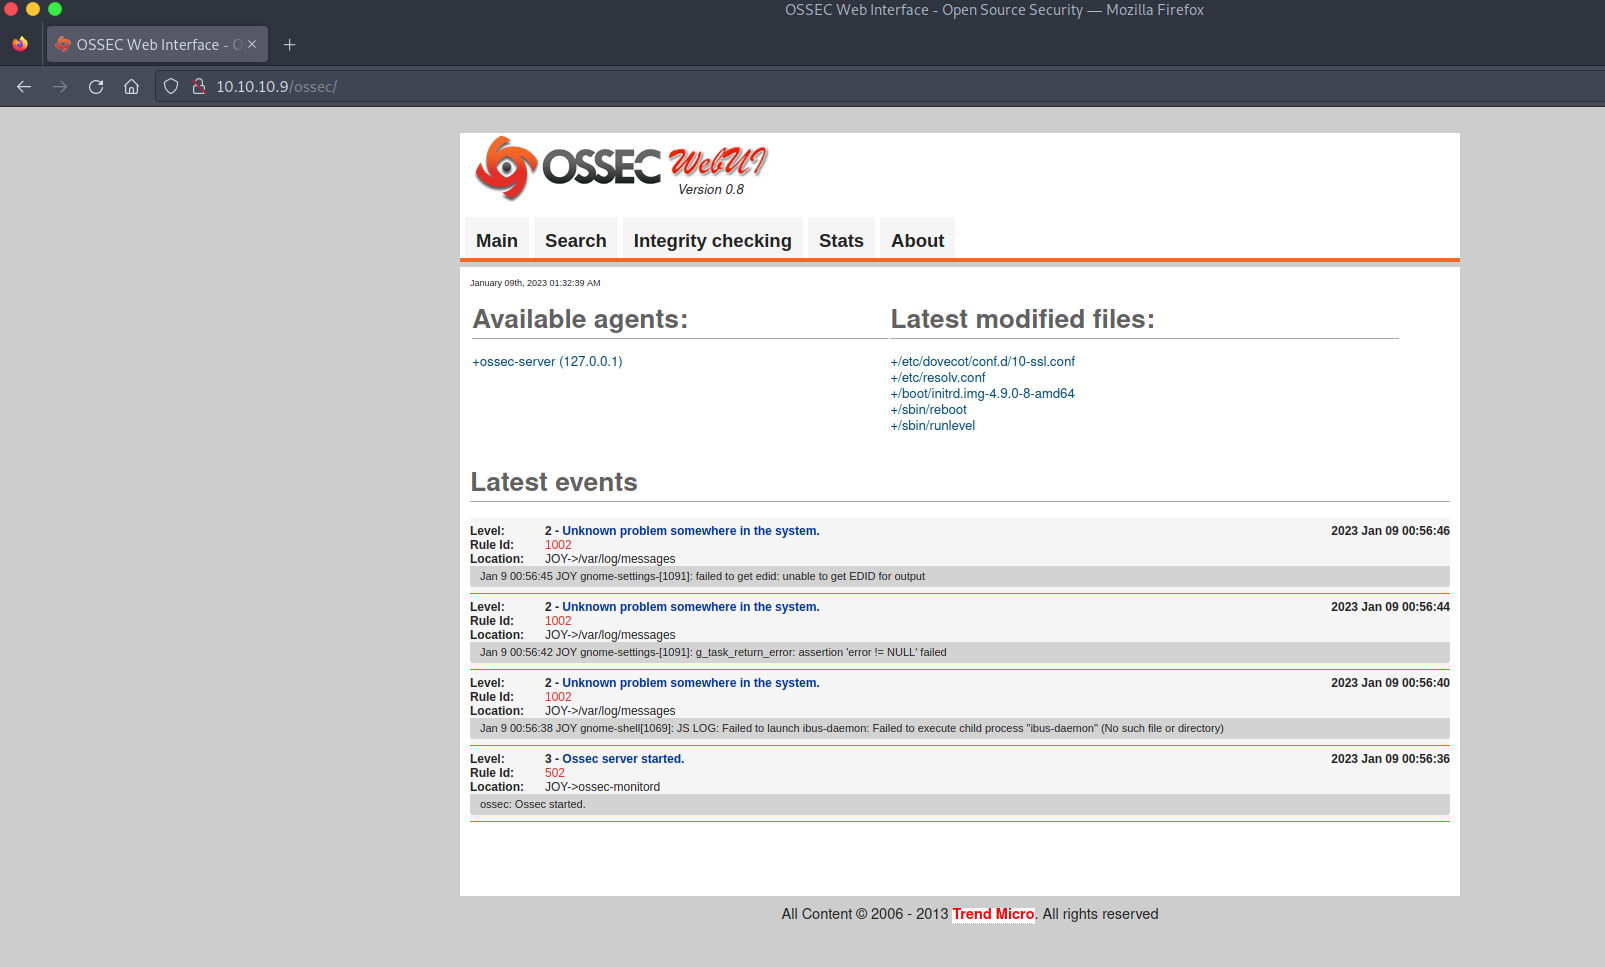 OSSEC Web Interface - Open Source Security — Mozilla Firefox
OSSEC Web Interface - O
10.10.10.9/ossec/
OSSEC WebUI
Version 0.8
Main Search Integrity checking Stats About
January 09th, 2023 01:32:39 AM
Available agents:
+ossec-server (127.0.0.1)
Latest modified files:
+/etc/dovecot/conf.d/10-ssl.conf
+/etc/resolv.conf
+/boot/initrd.img-4.9.0-8-amd64
+/sbin/reboot
+/sbin/runlevel
Latest events
Level: 2 - Unknown problem somewhere in the system. 2023 Jan 09 00:56:46
Rule Id: 1002
Location: JOY->/var/log/messages
Jan 9 00:56:45 JOY gnome-settings-[1091]: failed to get edid: unable to get EDID for output
Level: 2 - Unknown problem somewhere in the system. 2023 Jan 09 00:56:44
Rule Id: 1002
Location: JOY->/var/log/messages
Jan 9 00:56:42 JOY gnome-settings-[1091]: g_task_return_error: assertion 'error != NULL' failed
Level: 2 - Unknown problem somewhere in the system. 2023 Jan 09 00:56:40
Rule Id: 1002
Location: JOY->/var/log/messages
Jan 9 00:56:38 JOY gnome-shell[1069]: JS LOG: Failed to launch ibus-daemon: Failed to execute child process "ibus-daemon" (No such file or directory)
Level: 3 - Ossec server started. 2023 Jan 09 00:56:36
Rule Id: 502
Location: JOY->ossec-monitord
ossec: Ossec started.
All Content © 2006 - 2013 Trend Micro. All rights reserved